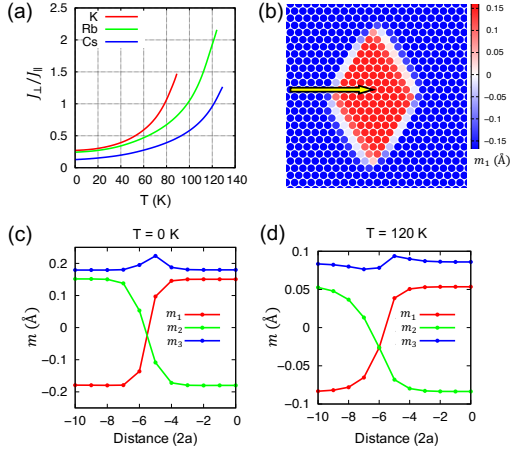 (a)
K
Rb
Cs
J⊥/J∥
2.5
2
1.5
1
0.5
0
0 20 40 60 80 100 120 140
T (K)
(b)
0.15
0.1
0.05
0
−0.05
−0.1
−0.15
m₁ (Å)
(c)
T = 0 K
m (Å)
0.2
0.1
0
−0.1
−0.2
m₁
m₂
m₃
−10 −8 −6 −4 −2 0
Distance (2a)
(d)
T = 120 K
m (Å)
0.1
0.05
0
−0.05
−0.1
m₁
m₂
m₃
−10 −8 −6 −4 −2 0
Distance (2a)